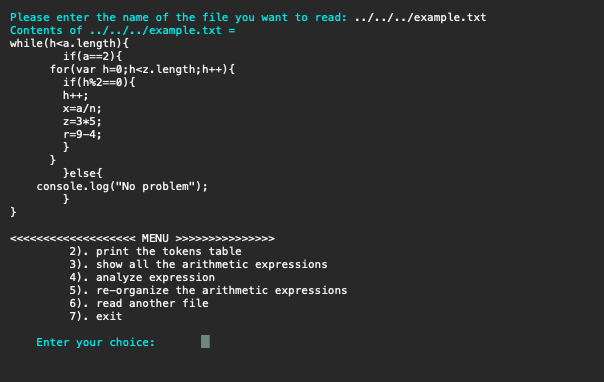 Please enter the name of the file you want to read: ../../../example.txt
Contents of ../../../example.txt =
while(h<a.length){
        if(a==2){
      for(var h=0;h<z.length;h++){
        if(h%2==0){
        h++;
        x=a/n;
        z=3*5;
        r=9-4;
        }
      }
        }else{
    console.log("No problem");
        }
}
<<<<<<<<<<<<<<<<<<< MENU >>>>>>>>>>>>>>>
         2). print the tokens table
         3). show all the arithmetic expressions
         4). analyze expression
         5). re-organize the arithmetic expressions
         6). read another file
         7). exit
    Enter your choice: